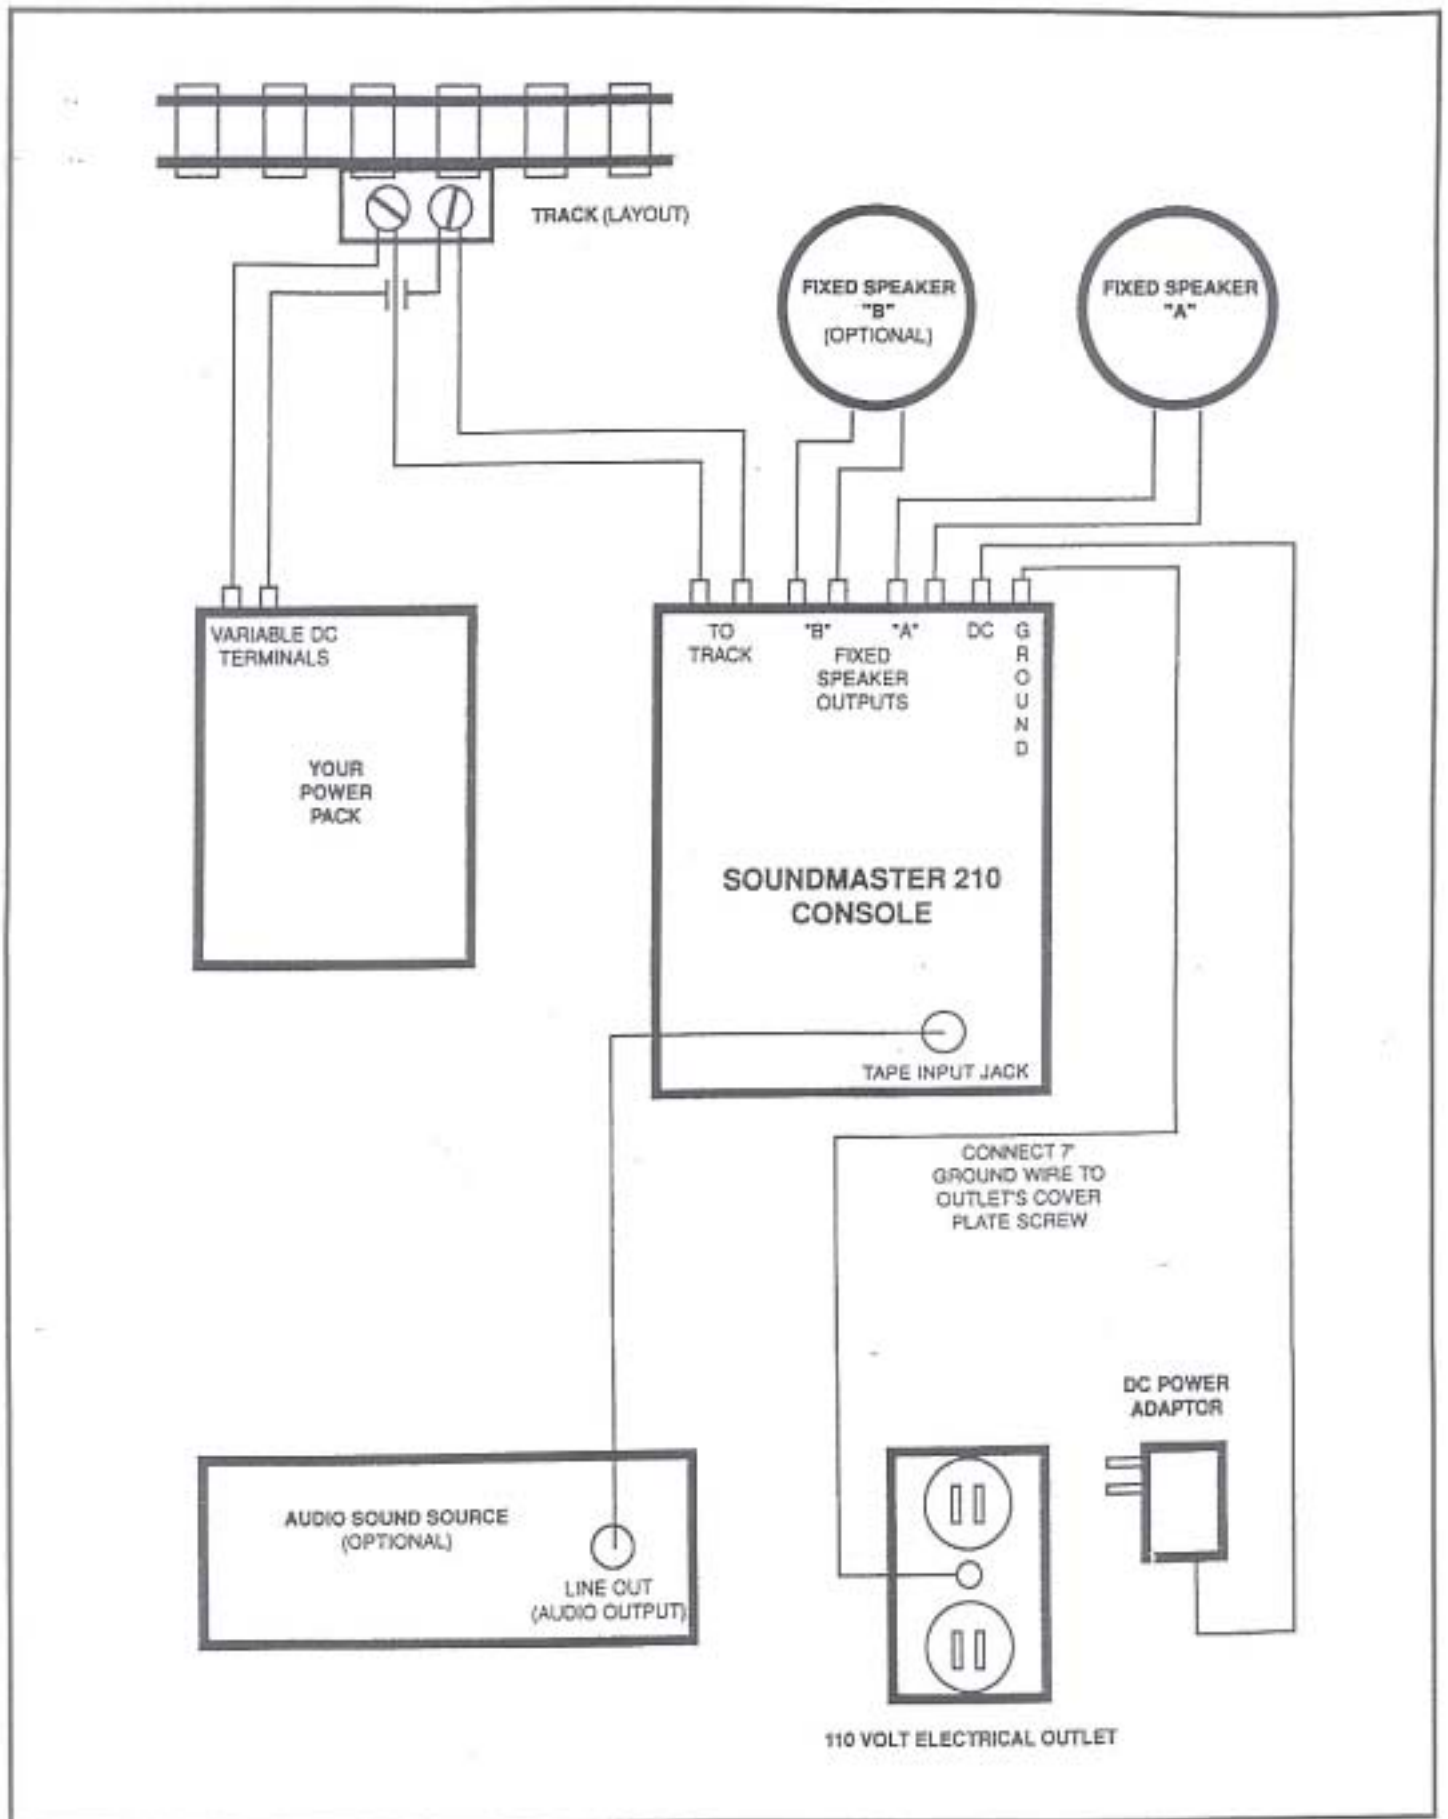 TRACK (LAYOUT)
FIXED SPEAKER
"B"
(OPTIONAL)
FIXED SPEAKER
"A"
VARIABLE DC
TERMINALS
YOUR
POWER
PACK
TO
TRACK
"B"
"A"
FIXED
SPEAKER
OUTPUTS
DC
GROUND
SOUNDMASTER 210
CONSOLE
TAPE INPUT JACK
CONNECT 7'
GROUND WIRE TO
OUTLET'S COVER
PLATE SCREW
DC POWER
ADAPTOR
AUDIO SOUND SOURCE
(OPTIONAL)
LINE OUT
(AUDIO OUTPUT)
110 VOLT ELECTRICAL OUTLET